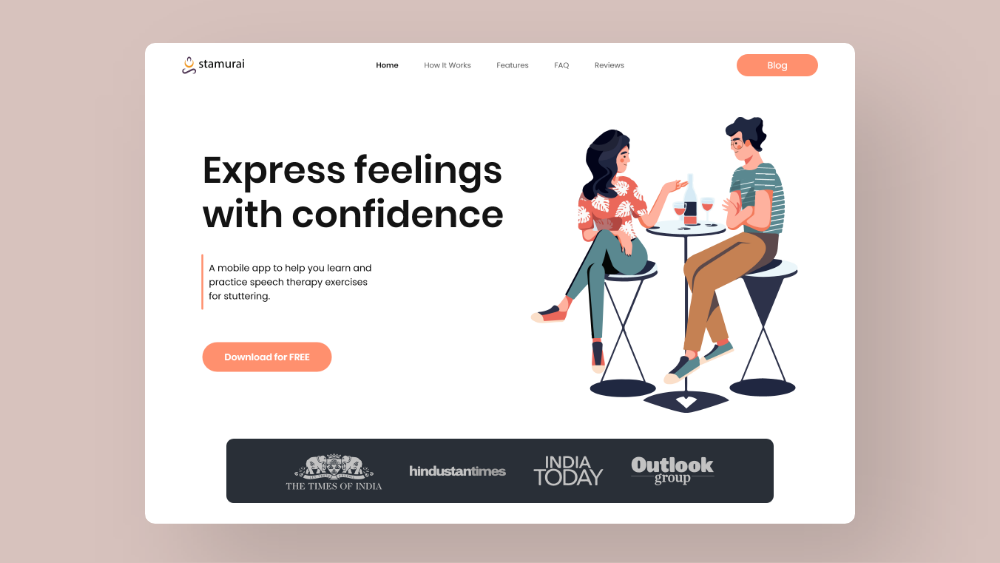 stamurai
Home How It Works Features FAQ Reviews Blog
Express feelings
with confidence
A mobile app to help you learn and
practice speech therapy exercises
for stuttering.
Download for FREE
THE TIMES OF INDIA
hindustantimes
INDIA
TODAY
Outlook
group